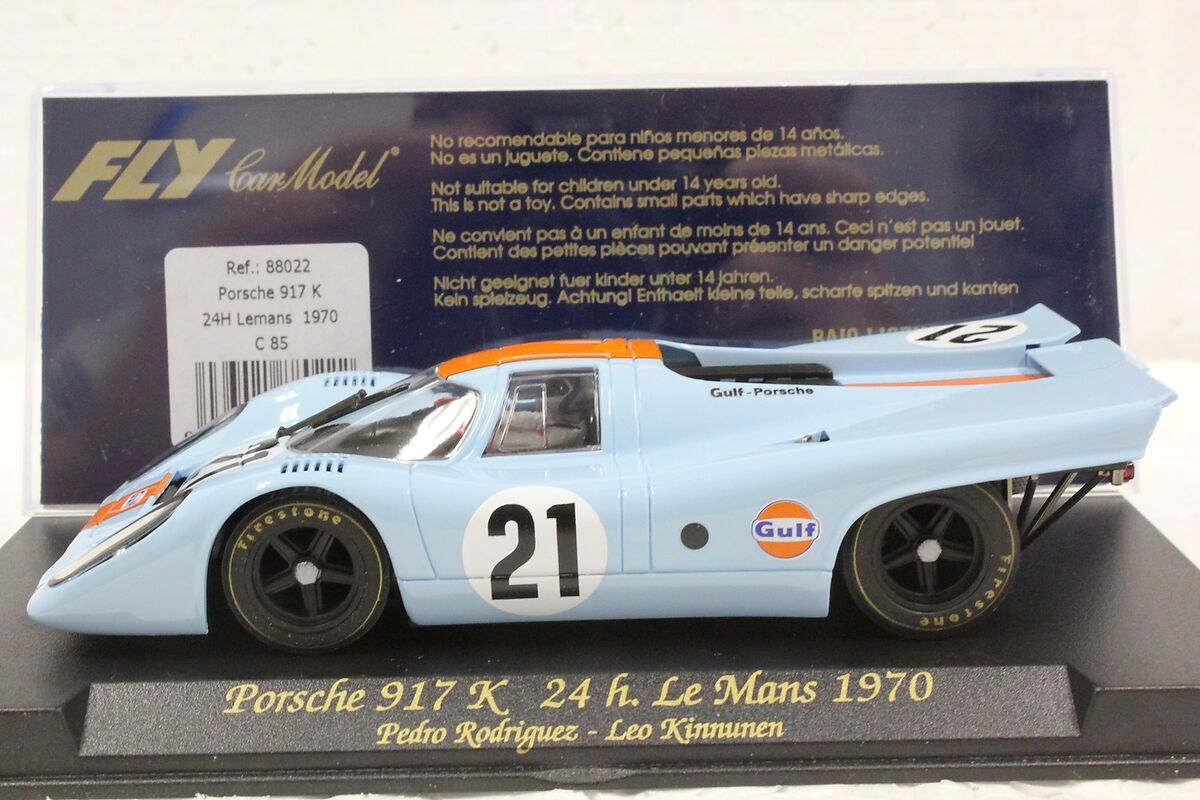 FLY Car Model®
No recomendable para niños menores de 14 años.
No es un juguete. Contiene pequeñas piezas metálicas.
Not suitable for children under 14 years old.
This is not a toy. Contains small parts which have sharp edges.
Ne convient pas à un enfant de moins de 14 ans. Ceci n'est pas un jouet.
Contient des petites pièces pouvant présenter un danger potentiel
Nicht geeignet fuer kinder unter 14 jahren.
Kein spielzeug. Achtung! Enthaelt kleine teile, scharfe spitzen und kanten
Ref.: 88022
Porsche 917 K
24H Lemans 1970
C 85
21
Gulf-Porsche
Firestone
21
Gulf
Firestone
Porsche 917 K 24 h. Le Mans 1970
Pedro Rodriguez - Leo Kinnunen